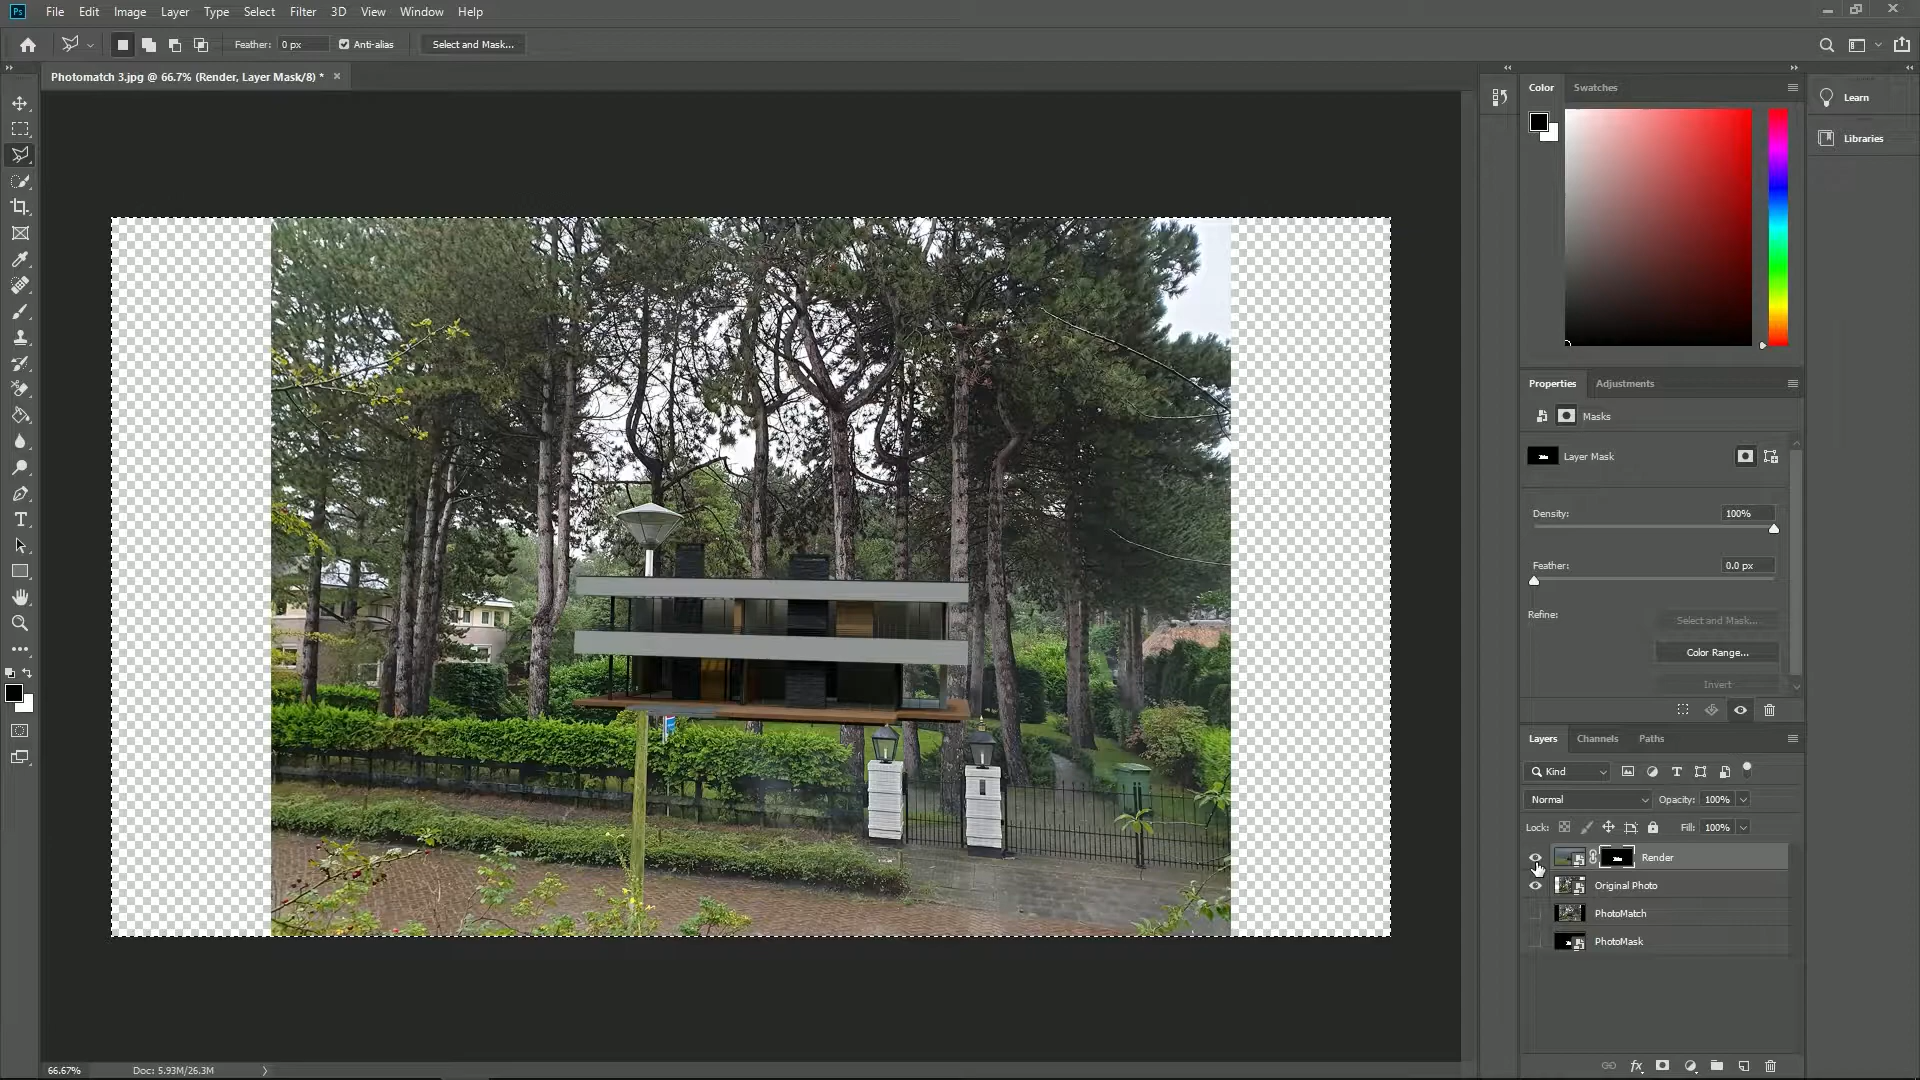 Ps File Edit Image Layer Type Select Filter 3D View Window Help
Feather: 0 px Anti-alias Select and Mask...
Photomatch 3.jpg @ 66.7% (Render, Layer Mask/8) * ×
Color Swatches
Learn
Libraries
Properties Adjustments
Masks
Layer Mask
Density: 100%
Feather: 0.0 px
Refine: Select and Mask...
Color Range...
Invert
Layers Channels Paths
Kind
Normal Opacity: 100%
Lock: Fill: 100%
Render
Original Photo
PhotoMatch
PhotoMask
66.67% Doc: 5.93M/26.3M